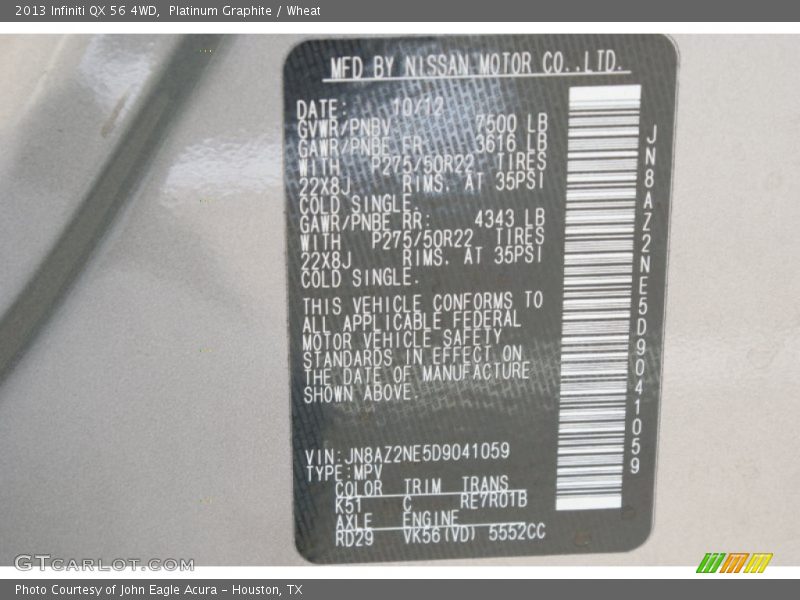 2013 Infiniti QX 56 4WD,  Platinum Graphite / Wheat
MFD BY NISSAN MOTOR CO.,LTD.
DATE: 10/12
GVWR/PNBV 7500 LB
GAWR/PNBE FR 3616 LB
WITH P275/50R22 TIRES
22X8J RIMS. AT 35PSI
COLD SINGLE.
GAWR/PNBE RR: 4343 LB
WITH P275/50R22 TIRES
22X8J RIMS. AT 35PSI
COLD SINGLE.
THIS VEHICLE CONFORMS TO
ALL APPLICABLE FEDERAL
MOTOR VEHICLE SAFETY
STANDARDS IN EFFECT ON
THE DATE OF MANUFACTURE
SHOWN ABOVE.
VIN:JN8AZ2NE5D9041059
TYPE:MPV
COLOR TRIM TRANS
K51 C RE7R01B
AXLE ENGINE
RD29 VK56(VD) 5552CC
JN8AZ2NE5D9041059
GTCARLOT.COM
Photo Courtesy of John Eagle Acura - Houston, TX